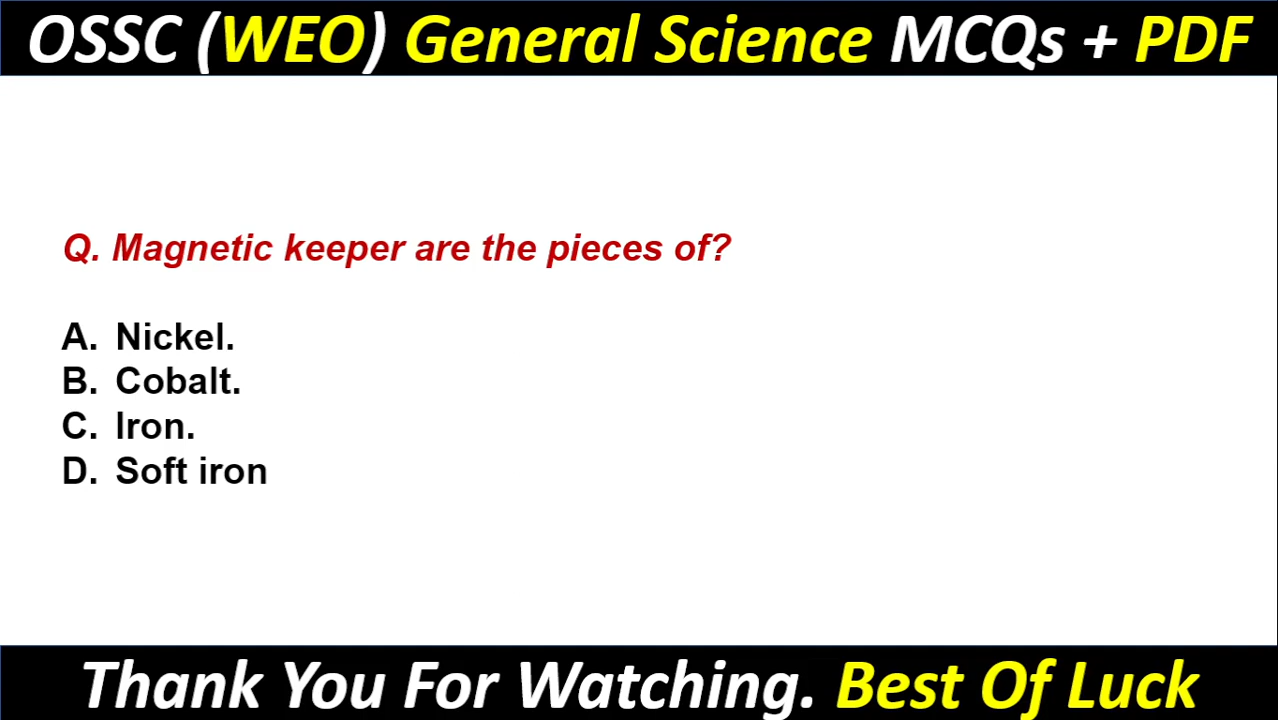 OSSC (WEO) General Science MCQs + PDF
Q. Magnetic keeper are the pieces of?
A. Nickel.
B. Cobalt.
C. Iron.
D. Soft iron
Thank You For Watching. Best Of Luck